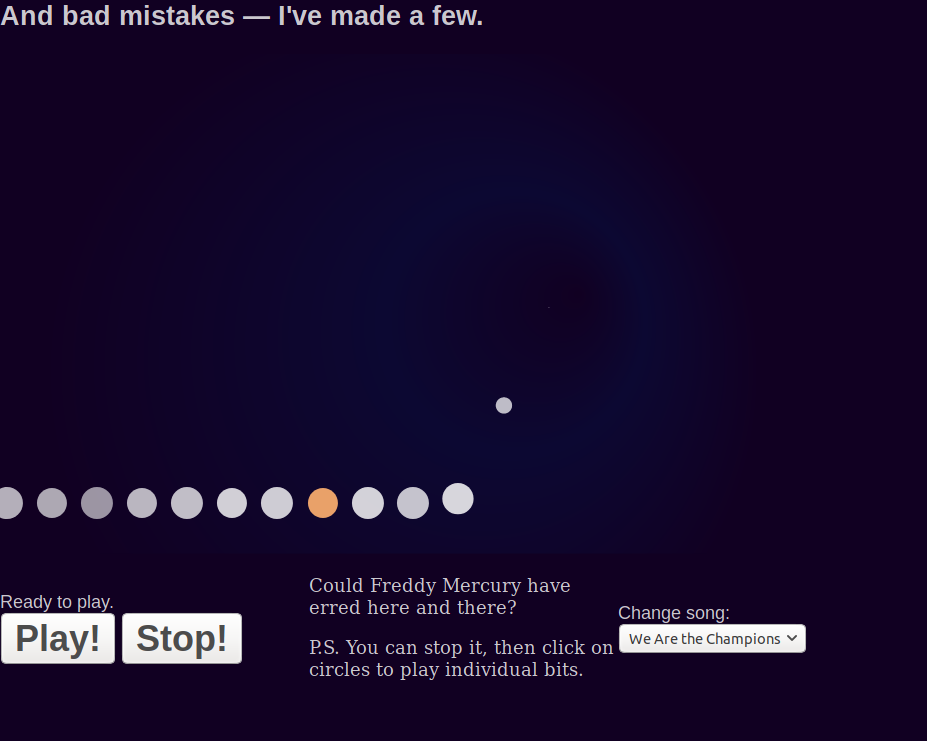 And bad mistakes — I've made a few.
Ready to play.
Play! Stop!
Could Freddy Mercury have
erred here and there?
P.S. You can stop it, then click on
circles to play individual bits.
Change song:
We Are the Champions